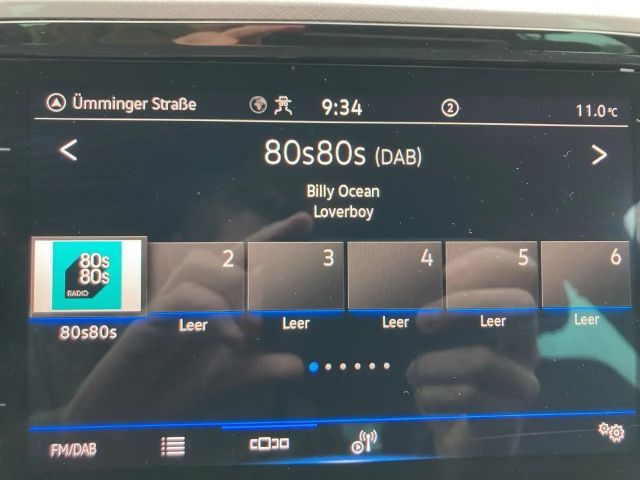 Ümminger Straße 9:34 2 11.0°C
< 80s80s (DAB) >
Billy Ocean
Loverboy
80s
80s
RADIO
2 3 4 5 6
80s80s Leer Leer Leer Leer Leer
FM/DAB